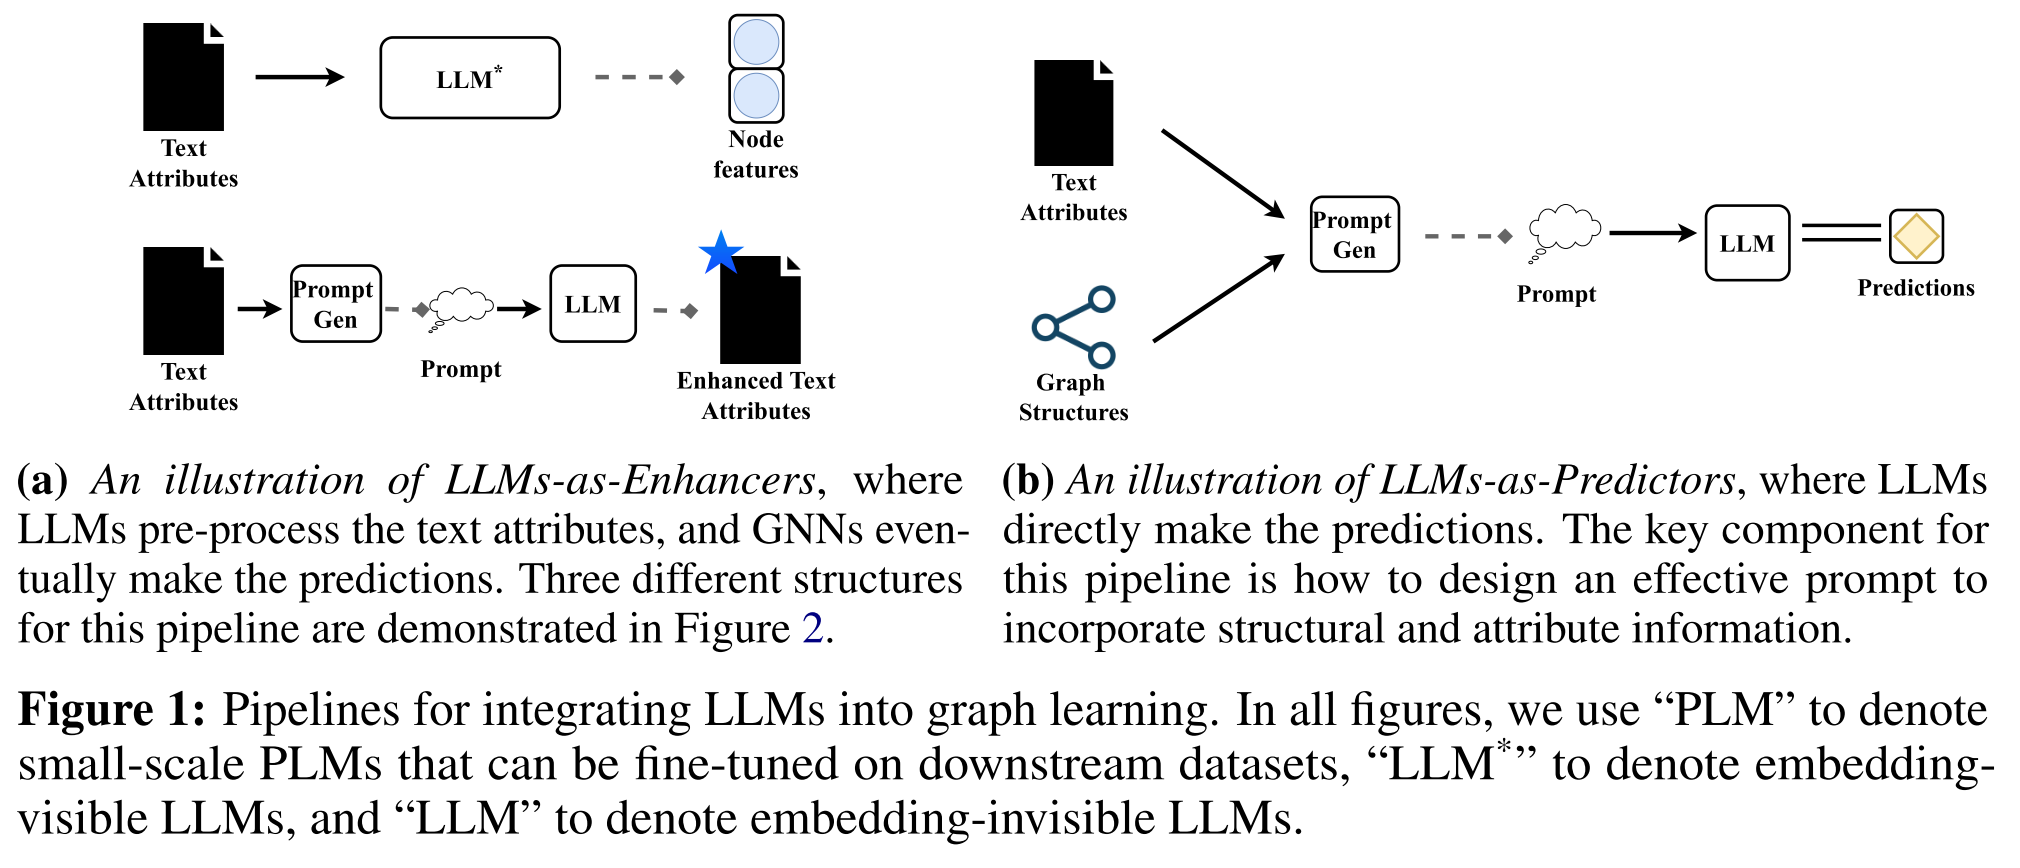 Text
Attributes
LLM*
Node
features
Text
Attributes
Prompt
Gen
Prompt
LLM
Enhanced Text
Attributes
Text
Attributes
Graph
Structures
Prompt
Gen
Prompt
LLM
Predictions
(a) An illustration of LLMs-as-Enhancers, where
LLMs pre-process the text attributes, and GNNs even-
tually make the predictions. Three different structures
for this pipeline are demonstrated in Figure 2.
(b) An illustration of LLMs-as-Predictors, where LLMs
directly make the predictions. The key component for
this pipeline is how to design an effective prompt to
incorporate structural and attribute information.
Figure 1: Pipelines for integrating LLMs into graph learning. In all figures, we use “PLM” to denote
small-scale PLMs that can be fine-tuned on downstream datasets, “LLM*” to denote embedding-
visible LLMs, and “LLM” to denote embedding-invisible LLMs.